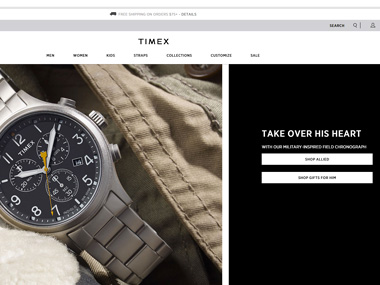 FREE SHIPPING ON ORDERS $75+ - DETAILS
SEARCH
TIMEX
MEN WOMEN KIDS STRAPS COLLECTIONS CUSTOMIZE SALE
TIMEX
TAKE OVER HIS HEART
WITH OUR MILITARY-INSPIRED FIELD CHRONOGRAPH
SHOP ALLIED
SHOP GIFTS FOR HIM